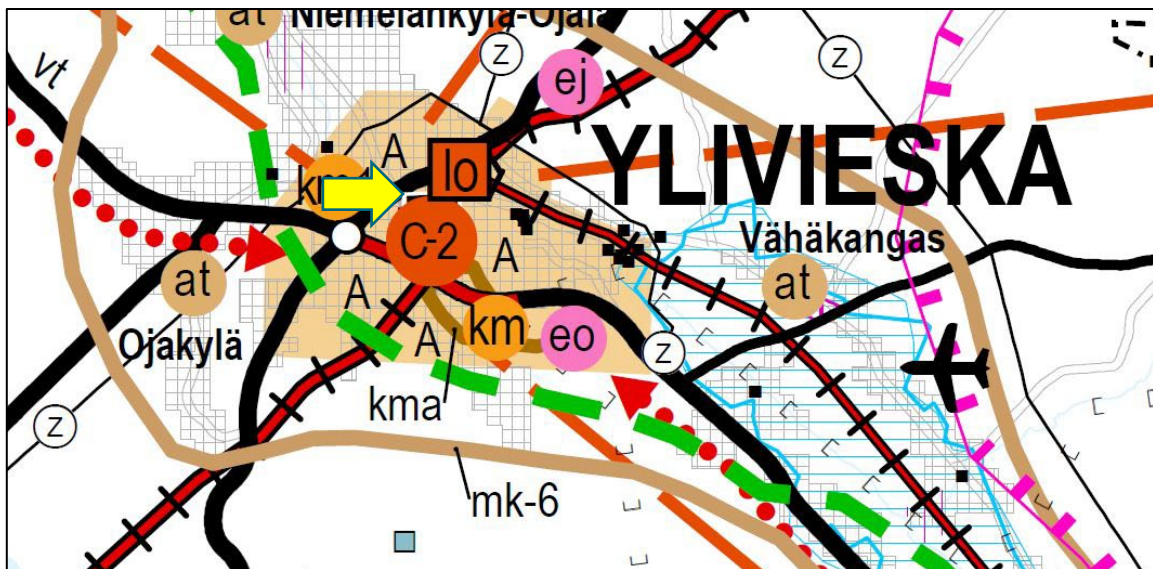 at
Niemelänkylä-Ojala
z
z
vt
ej
A
lo
YLIVIESKA
km
C-2
Vähäkangas
A
at
at
A
km
Ojakylä
A
eo
z
kma
z
mk-6